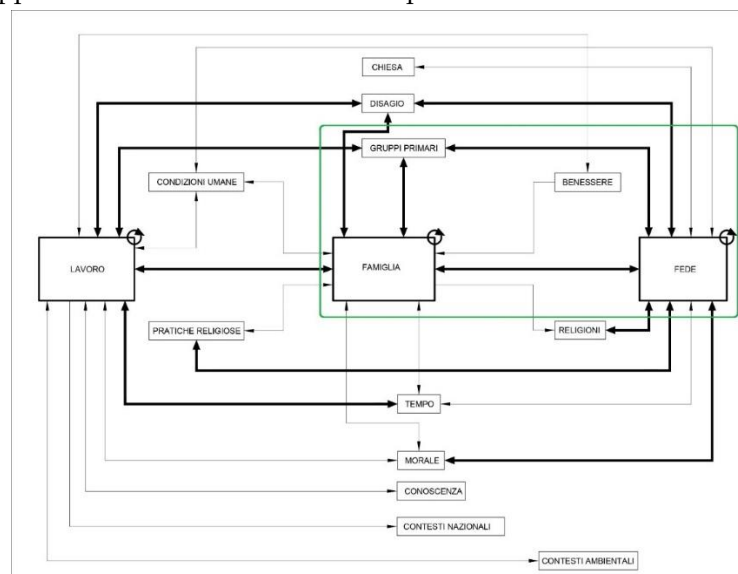 CHIESA
DISAGIO
GRUPPI PRIMARI
CONDIZIONI UMANE
BENESSERE
LAVORO
FAMIGLIA
FEDE
PRATICHE RELIGIOSE
RELIGIONI
TEMPO
MORALE
CONOSCENZA
CONTESTI NAZIONALI
CONTESTI AMBIENTALI